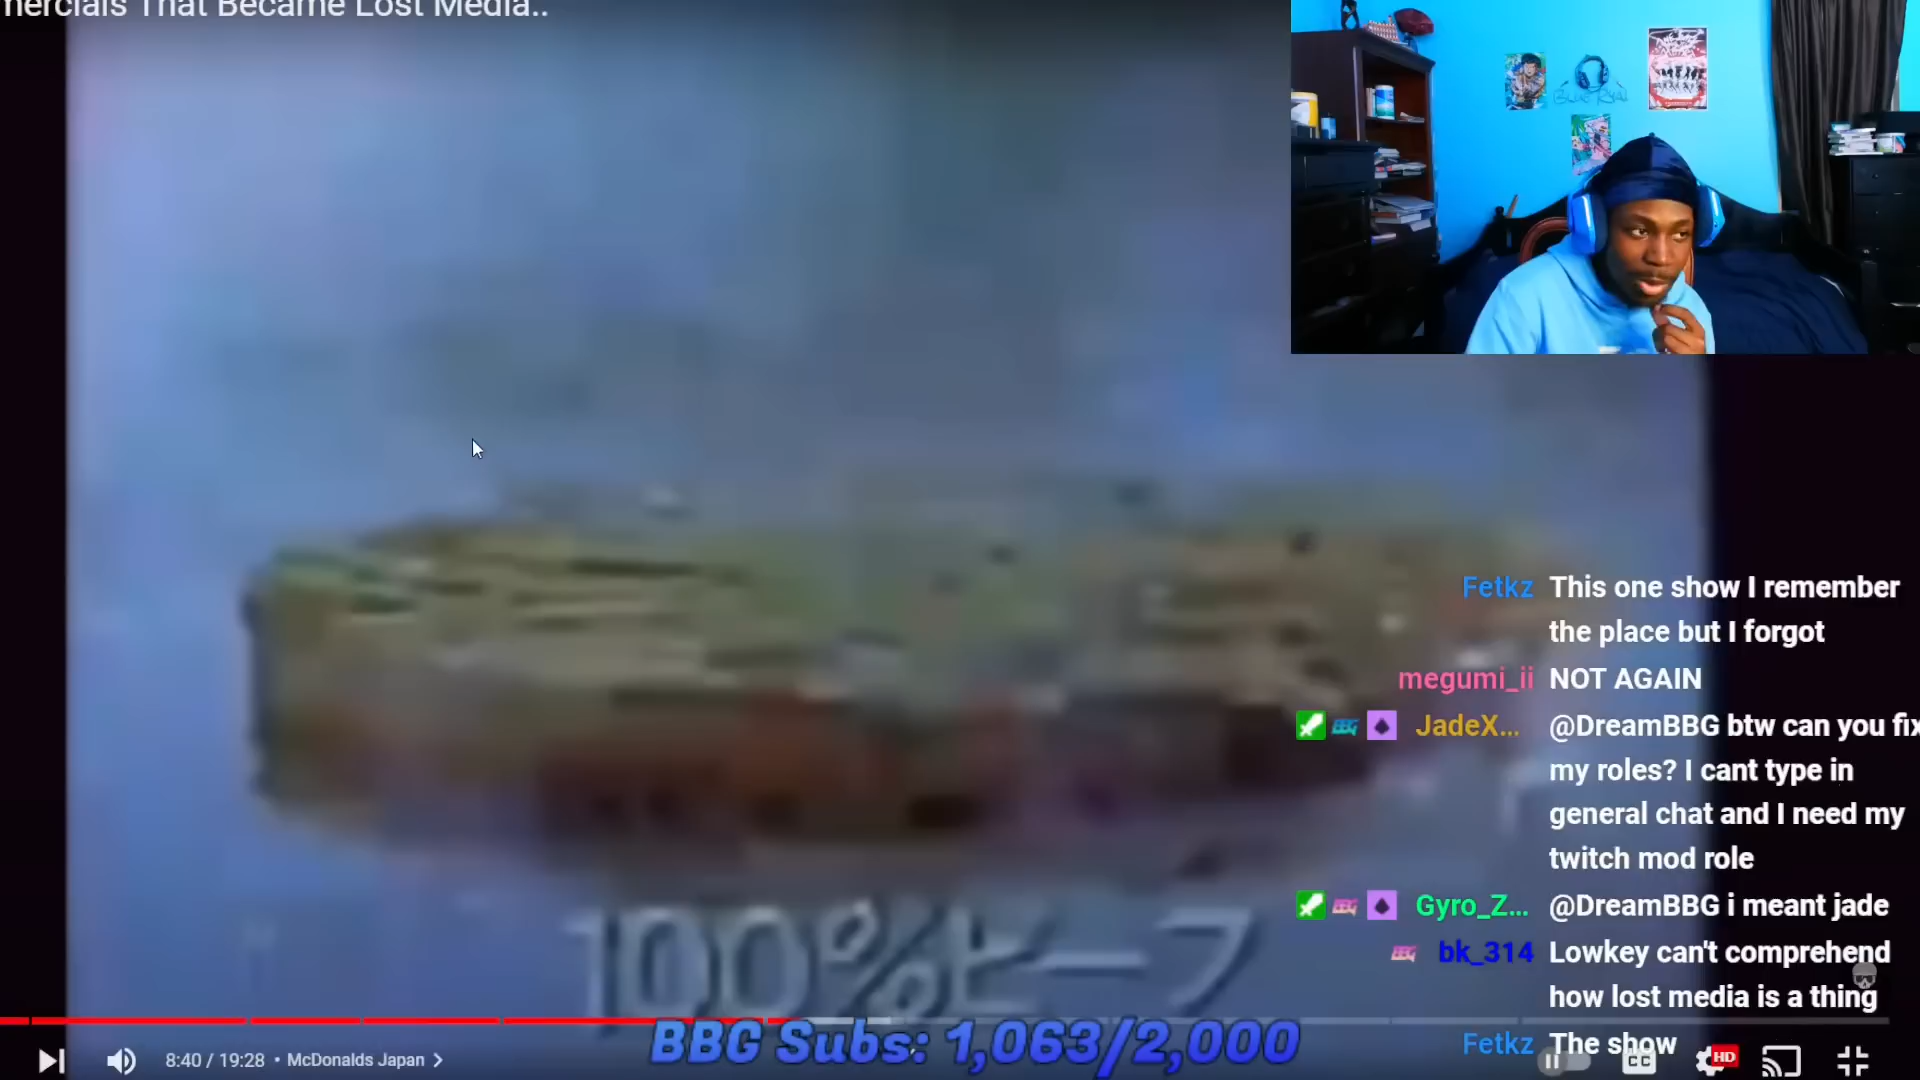 mercials That Became Lost Media..
Fetkz This one show I remember
the place but I forgot
megumi_ii NOT AGAIN
JadeX... @DreamBBG btw can you fix
my roles? I cant type in
general chat and I need my
twitch mod role
Gyro_Z... @DreamBBG i meant jade
bk_314 Lowkey can't comprehend
how lost media is a thing
Fetkz The show
100%ビーフ
BBG Subs: 1,063/2,000
8:40 / 19:28 • McDonalds Japan >
CC
HD